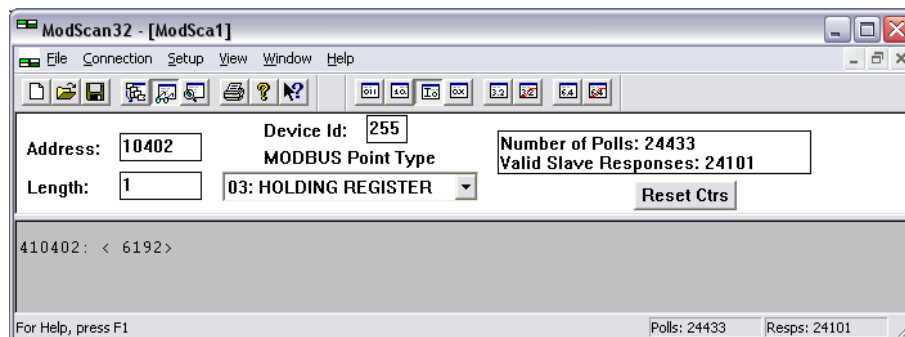 ModScan32 - [ModSca1]
File Connection Setup View Window Help
Address: 10402
Device Id: 255
MODBUS Point Type
Length: 1
03: HOLDING REGISTER
Number of Polls: 24433
Valid Slave Responses: 24101
Reset Ctrs
410402: < 6192>
For Help, press F1
Polls: 24433
Resps: 24101